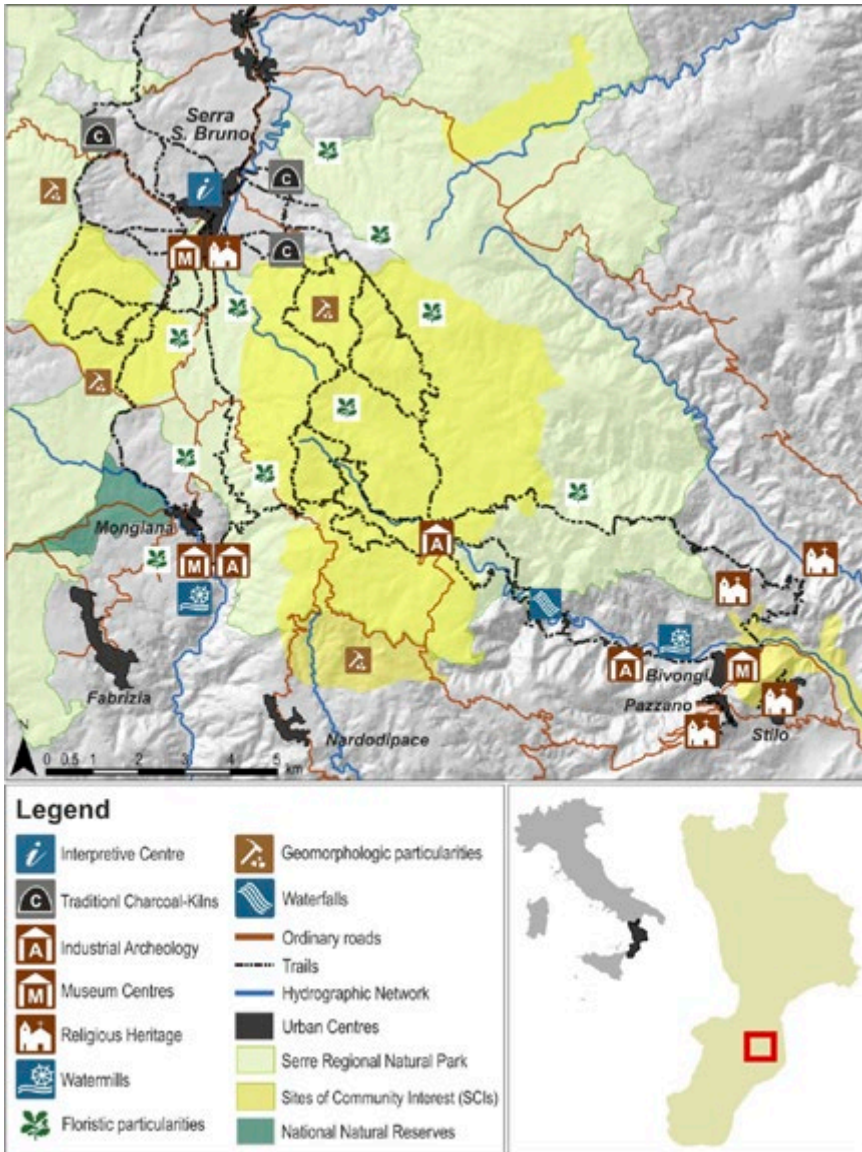 Serra
S. Bruno
C
C
i
M
C
Mongiana
M A
A
Fabrizia
Nardodipace
A
Bivongi
M
Pazzano
Stilo
N
0 0.5 1 2 3 4 5
km
Legend
i Interpretive Centre
C Traditionl Charcoal-Kilns
A Industrial Archeology
M Museum Centres
Religious Heritage
Watermills
Floristic particularities
Geomorphologic particularities
Waterfalls
Ordinary roads
Trails
Hydrographic Network
Urban Centres
Serre Regional Natural Park
Sites of Community Interest (SCIs)
National Natural Reserves